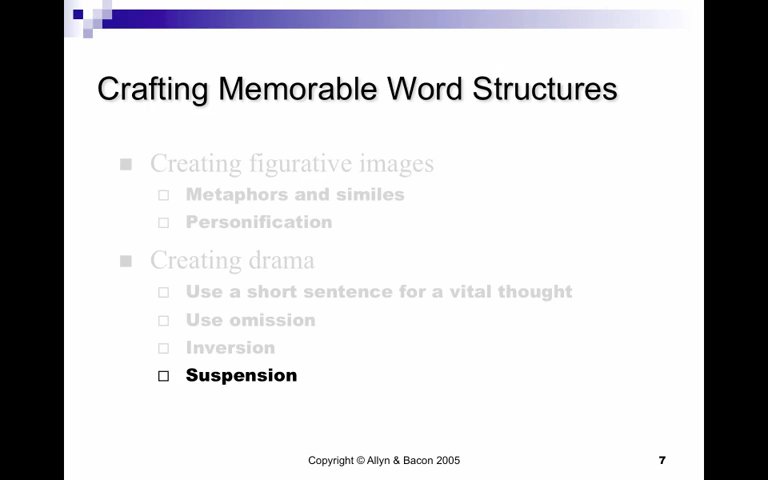 Crafting Memorable Word Structures
Creating figurative images
Metaphors and similes
Personification
Creating drama
Use a short sentence for a vital thought
Use omission
Inversion
Suspension
Copyright © Allyn & Bacon 2005
7